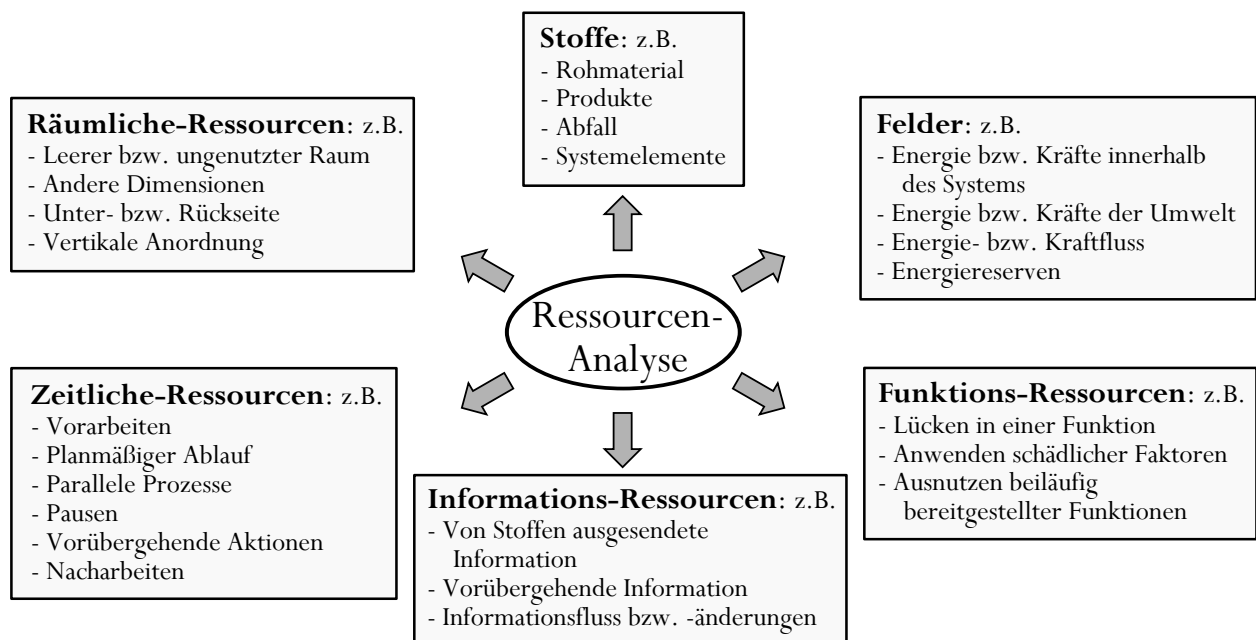 Stoffe: z.B.
- Rohmaterial
- Produkte
- Abfall
- Systemelemente
Räumliche-Ressourcen: z.B.
- Leerer bzw. ungenutzter Raum
- Andere Dimensionen
- Unter- bzw. Rückseite
- Vertikale Anordnung
Felder: z.B.
- Energie bzw. Kräfte innerhalb
des Systems
- Energie bzw. Kräfte der Umwelt
- Energie- bzw. Kraftfluss
- Energiereserven
Ressourcen-
Analyse
Zeitliche-Ressourcen: z.B.
- Vorarbeiten
- Planmäßiger Ablauf
- Parallele Prozesse
- Pausen
- Vorübergehende Aktionen
- Nacharbeiten
Informations-Ressourcen: z.B.
- Von Stoffen ausgesendete
Information
- Vorübergehende Information
- Informationsfluss bzw. -änderungen
Funktions-Ressourcen: z.B.
- Lücken in einer Funktion
- Anwenden schädlicher Faktoren
- Ausnutzen beiläufig
bereitgestellter Funktionen